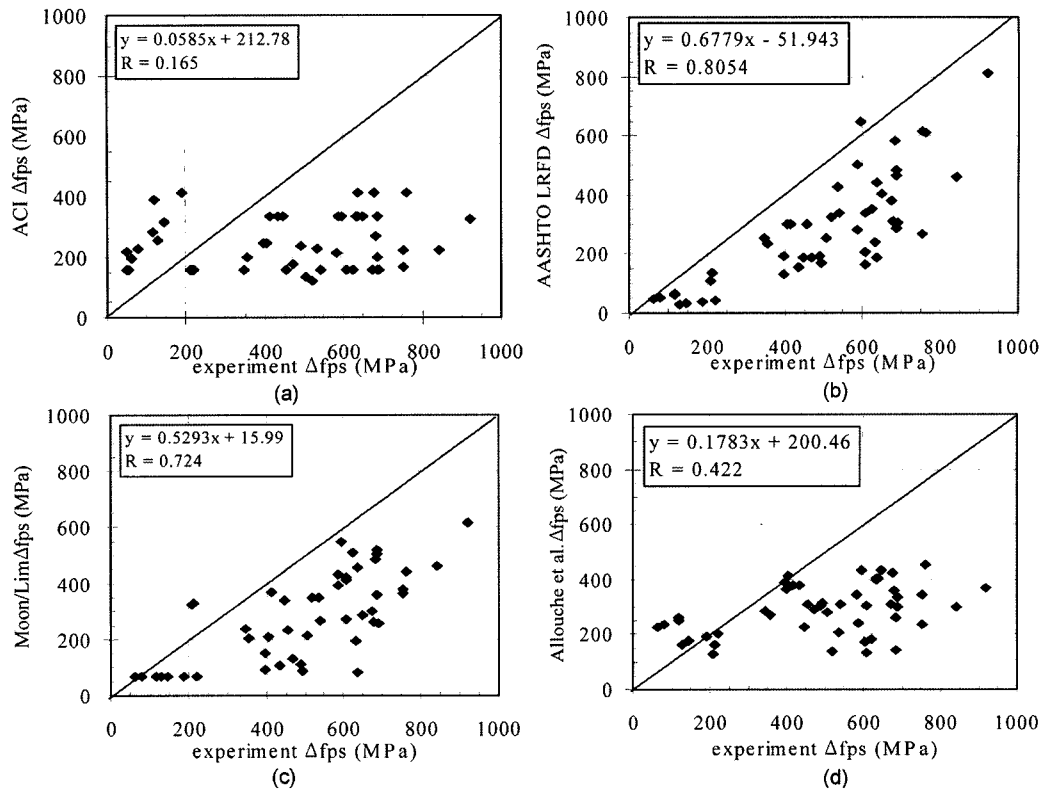 y = 0.0585x + 212.78
R = 0.165
ACI Δfps (MPa)
1000
800
600
400
200
0
0 200 400 600 800 1000
experiment Δfps (MPa)
(a)
y = 0.6779x - 51.943
R = 0.8054
AASHTO LRFD Δfps (MPa)
1000
800
600
400
200
0
0 200 400 600 800 1000
experiment Δfps (MPa)
(b)
y = 0.5293x + 15.99
R = 0.724
Moon/LimΔfps (MPa)
1000
800
600
400
200
0
0 200 400 600 800 1000
experiment Δfps (MPa)
(c)
y = 0.1783x + 200.46
R = 0.422
Allouche et al. Δfps (MPa)
1000
800
600
400
200
0
0 200 400 600 800 1000
experiment Δfps (MPa)
(d)